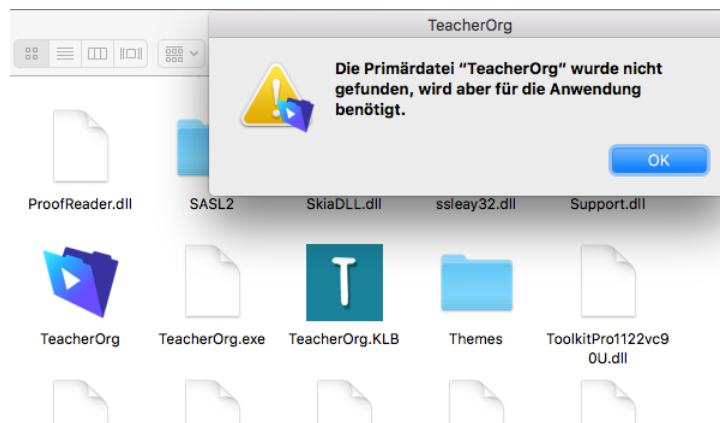 TeacherOrg
Die Primärdatei “TeacherOrg” wurde nicht
gefunden, wird aber für die Anwendung
benötigt.
OK
ProofReader.dll
SASL2
SkiaDLL.dll
ssleay32.dll
Support.dll
T
TeacherOrg
TeacherOrg.exe
TeacherOrg.KLB
Themes
ToolkitPro1122vc9
0U.dll